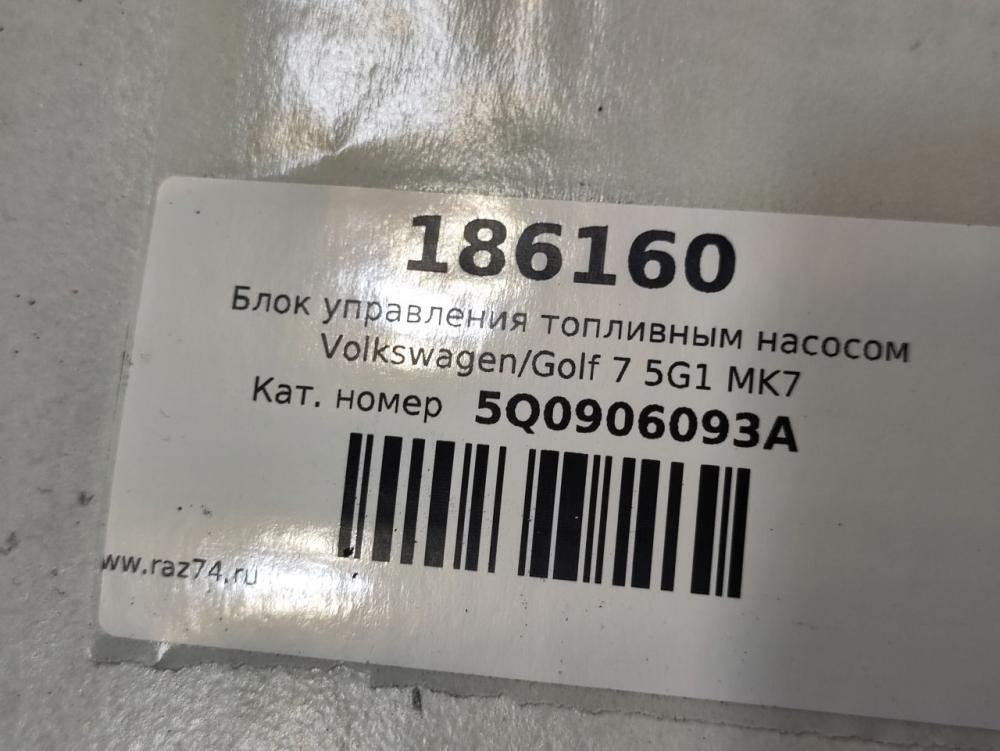 186160
Блок управления топливным насосом
Volkswagen/Golf 7 5G1 MK7
Кат. номер 5Q0906093A
www.raz74.ru